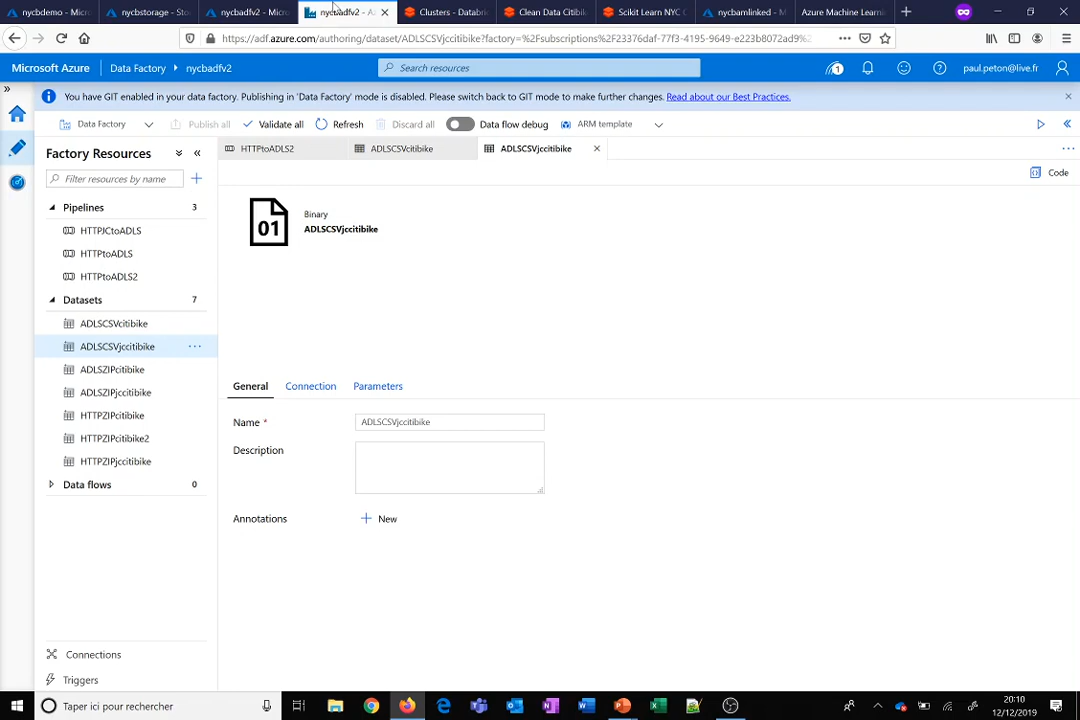 nycbdemo - Micr
nycbstorage - Sto
nycbadfv2 - Micro
nycbadfv2 - Az
Clusters - Databri
Clean Data Citibik
Scikit Learn NYC C
nycbamlinked - M
Azure Machine Learni
https://adf.azure.com/authoring/dataset/ADLSCSVjccitibike?factory=%2Fsubscriptions%2F23376daf-77f3-4195-9649-e223b8072ad9%2
Microsoft Azure
Data Factory
nycbadfv2
Search resources
1
paul.peton@live.fr
You have GIT enabled in your data factory. Publishing in 'Data Factory' mode is disabled. Please switch back to GIT mode to make further changes. Read about our Best Practices.
Data Factory
Publish all
Validate all
Refresh
Discard all
Data flow debug
ARM template
Factory Resources
HTTPtoADLS2
ADLSCSVcitibike
ADLSCSVjccitibike
Filter resources by name
Code
Pipelines 3
HTTPJCtoADLS
HTTPtoADLS
HTTPtoADLS2
Datasets 7
ADLSCSVcitibike
ADLSCSVjccitibike
ADLSZIPcitibike
ADLSZIPjccitibike
HTTPZIPcitibike
HTTPZIPcitibike2
HTTPZIPjccitibike
Data flows 0
01
Binary
ADLSCSVjccitibike
General
Connection
Parameters
Name *
ADLSCSVjccitibike
Description
Annotations
New
Connections
Triggers
Taper ici pour rechercher
20:10
12/12/2019